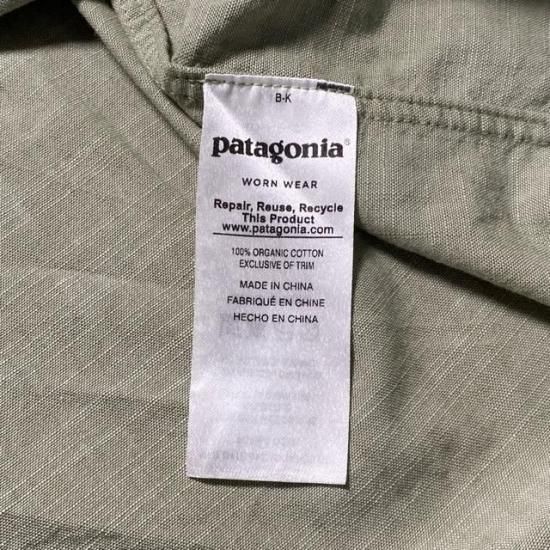 B-K
patagonia®
WORN WEAR
Repair, Reuse, Recycle
This Product
www.patagonia.com
100% ORGANIC COTTON
EXCLUSIVE OF TRIM
MADE IN CHINA
FABRIQUÉ EN CHINE
HECHO EN CHINA